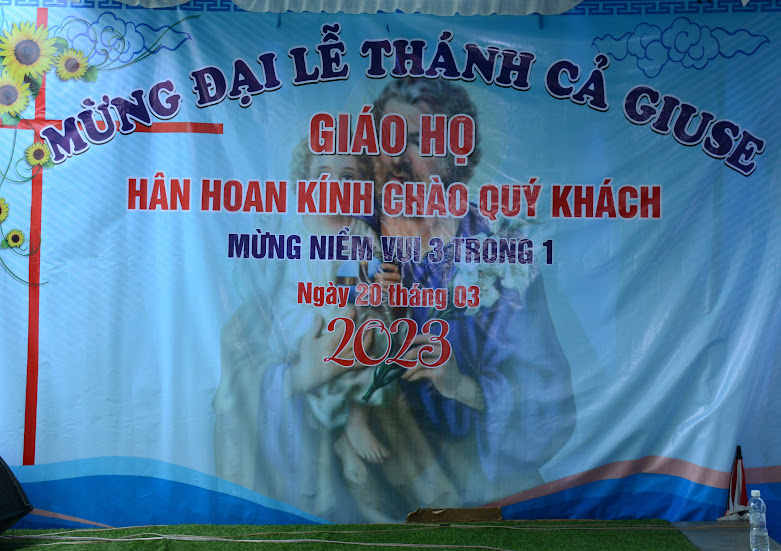 MỪNG ĐẠI LỄ THÁNH CẢ GIUSE
GIÁO HỌ
HÂN HOAN KÍNH CHÀO QUÝ KHÁCH
MỪNG NIỀM VUI 3 TRONG 1
Ngày 20 tháng 03
2023